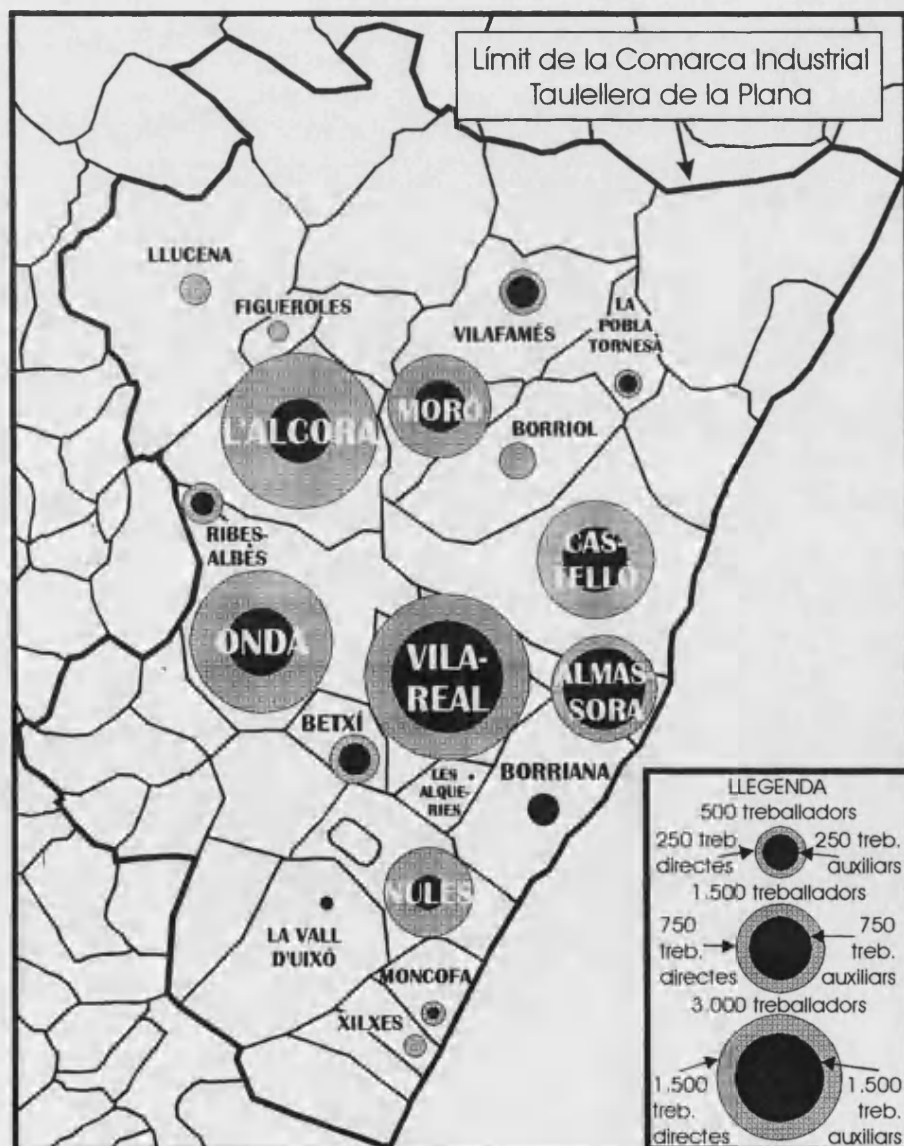 Límit de la Comarca Industrial
Taulellera de la Plana
LLUCENA
FIGUEROLES
VILAFAMÉS
LA
POBLA
TORNESA
L'ALCORA
MORÓ
BORRIOL
RIBES-
ALBES
CAS-
TELLÓ
ONDA
VILA-
REAL
ALMAS
SORA
BETXÍ
LES
ALQUE-
RIES
BORRIANA
NULES
LA VALL
D'UIXÓ
MONCOFA
XILXES
LLEGENDA
500 treballadors
250 treb.
directes
250 treb.
auxiliars
1.500 treballadors
750
treb.
directes
750
treb.
auxiliars
3.000 treballadors
1.500
treb.
directes
1.500
treb.
auxiliars